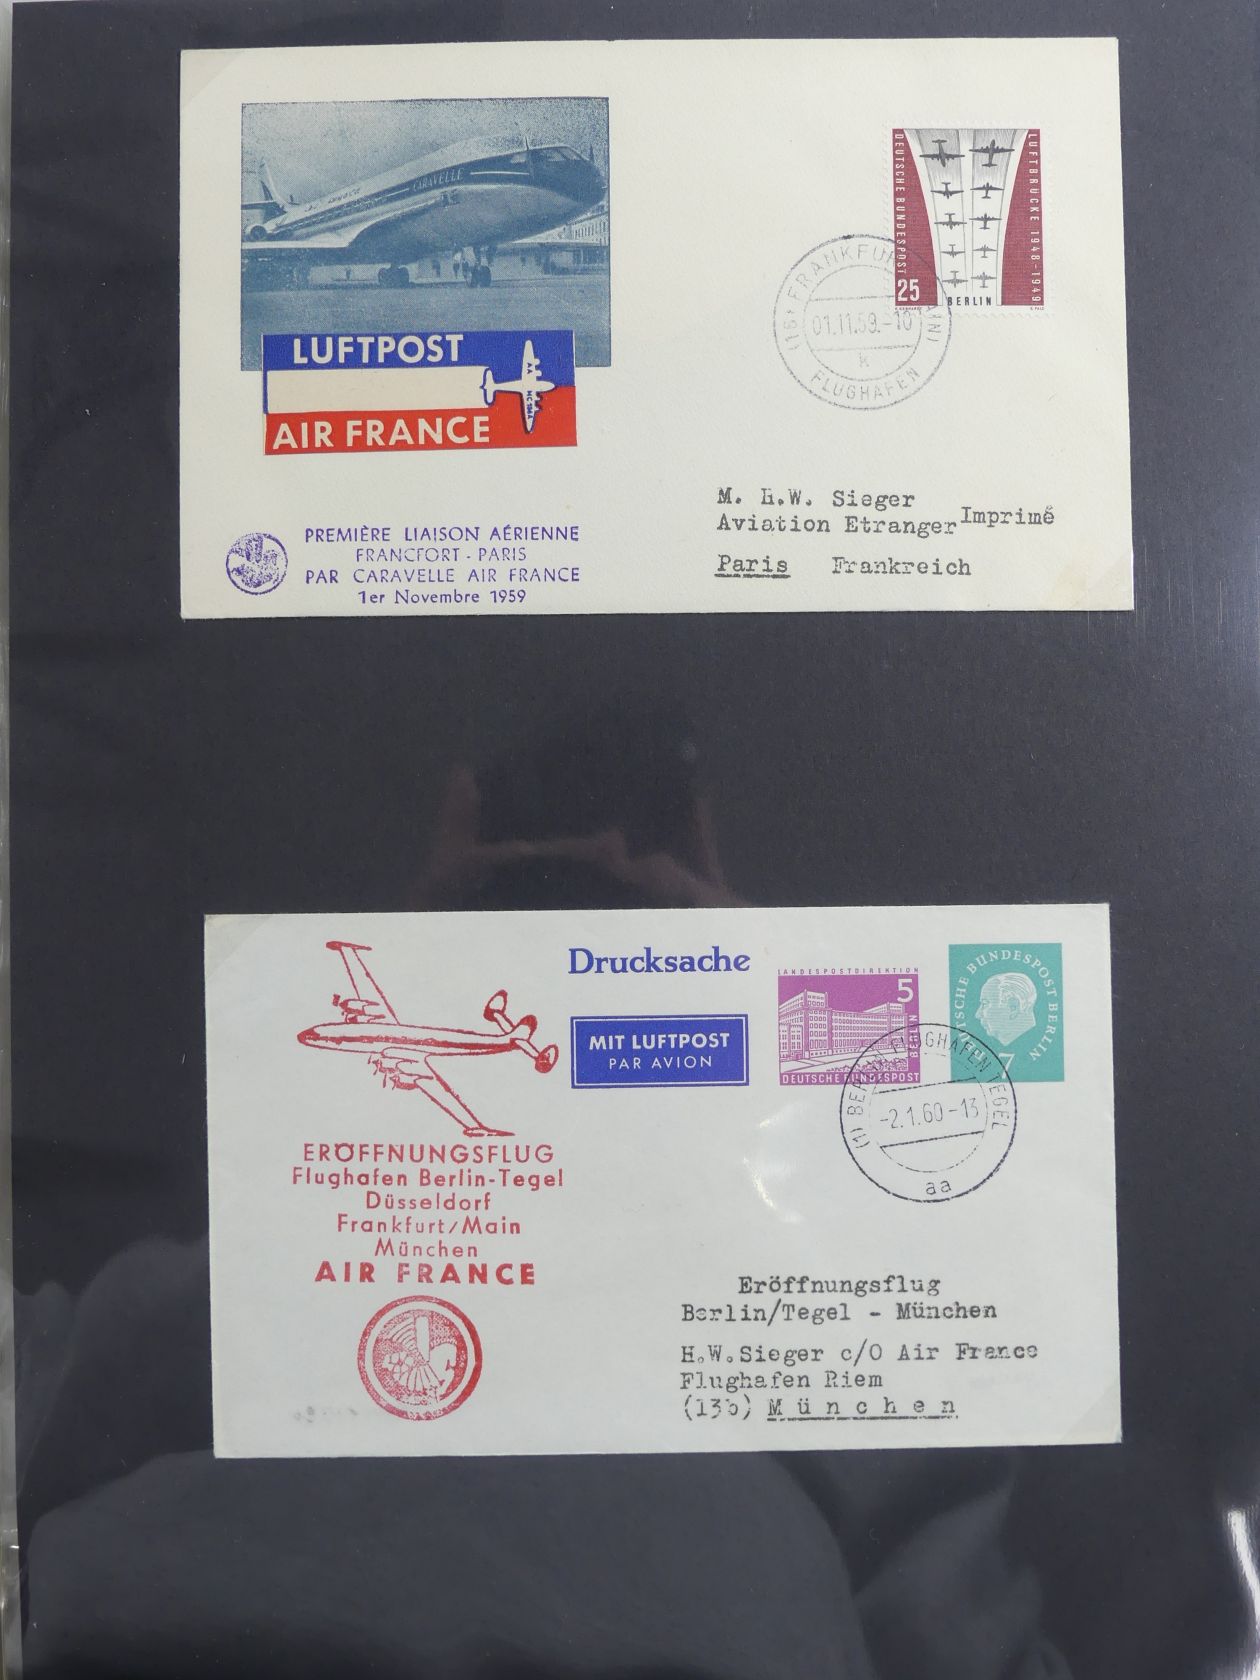 CARAVELLE
LUFTPOST
AIR FRANCE
DEUTSCHE BUNDESPOST
LUFTBRÜCKE 1948-1949
25
BERLIN
(16) FRANKFUR
01.11.59.-10
k
FLUGHAFEN
M. H.W. Sieger
Aviation Etranger Imprimé
Paris Frankreich
PREMIÈRE LIAISON AÉRIENNE
FRANCFORT - PARIS
PAR CARAVELLE AIR FRANCE
1er Novembre 1959
Drucksache
MIT LUFTPOST
PAR AVION
LANDESPOSTDIREKTION
5
DEUTSCHE BUNDESPOST
BUNDESPOST BERLIN
7
FLUGHAFEN TEGEL
-2.1.60-13
aa
ERÖFFNUNGSFLUG
Flughafen Berlin-Tegel
Düsseldorf
Frankfurt/Main
München
AIR FRANCE
Eröffnungsflug
Berlin/Tegel - München
H.W.Sieger c/O Air France
Flughafen Riem
(13b) München